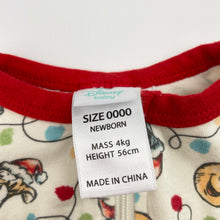 Disney
baby
SIZE 0000
NEWBORN
MASS 4kg
HEIGHT 56cm
MADE IN CHINA